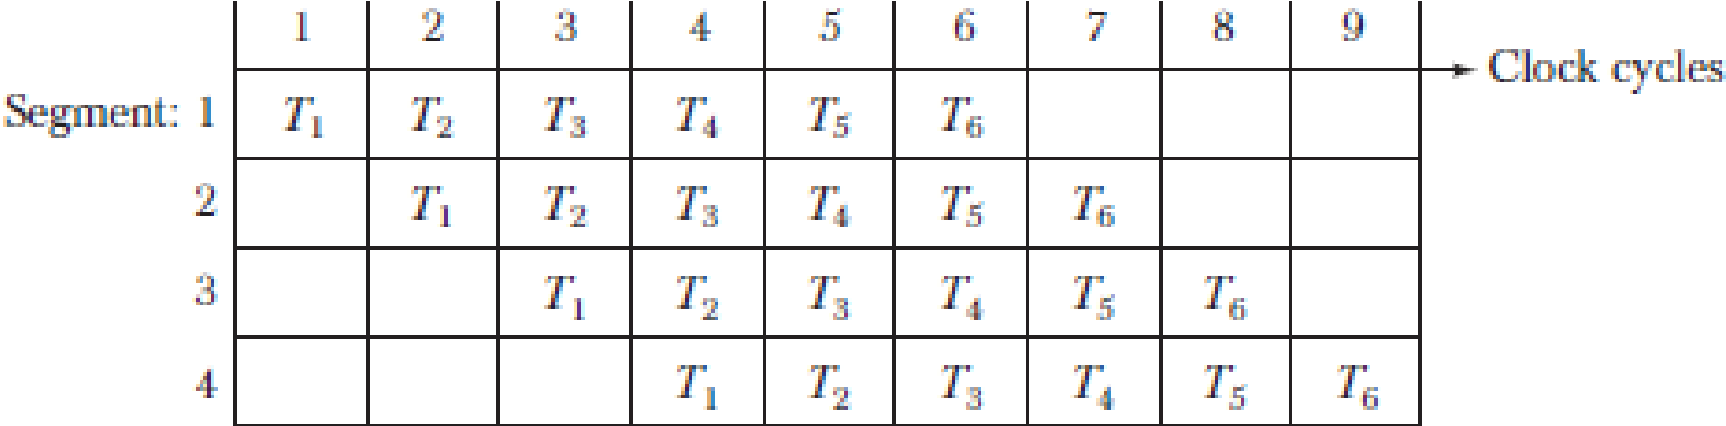 1 2 3 4 5 6 7 8 9
Clock cycles
Segment: 1 T₁ T₂ T₃ T₄ T₅ T₆
2 T₁ T₂ T₃ T₄ T₅ T₆
3 T₁ T₂ T₃ T₄ T₅ T₆
4 T₁ T₂ T₃ T₄ T₅ T₆